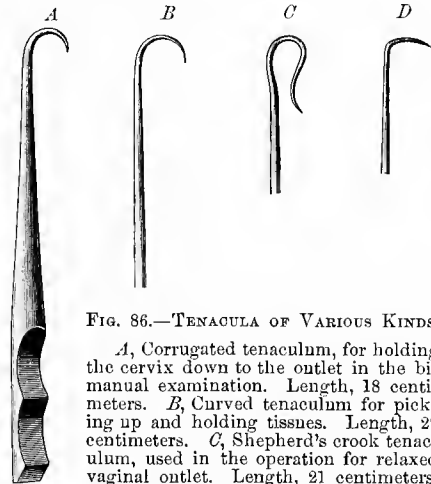 A B C D
FIG. 86.—TENACULA OF VARIOUS KINDS
A, Corrugated tenaculum, for holding
the cervix down to the outlet in the bi
manual examination. Length, 18 centi
meters. B, Curved tenaculum for pick
ing up and holding tissues. Length, 2
centimeters. C, Shepherd's crook tenac
ulum, used in the operation for relaxed
vaginal outlet. Length, 21 centimeters